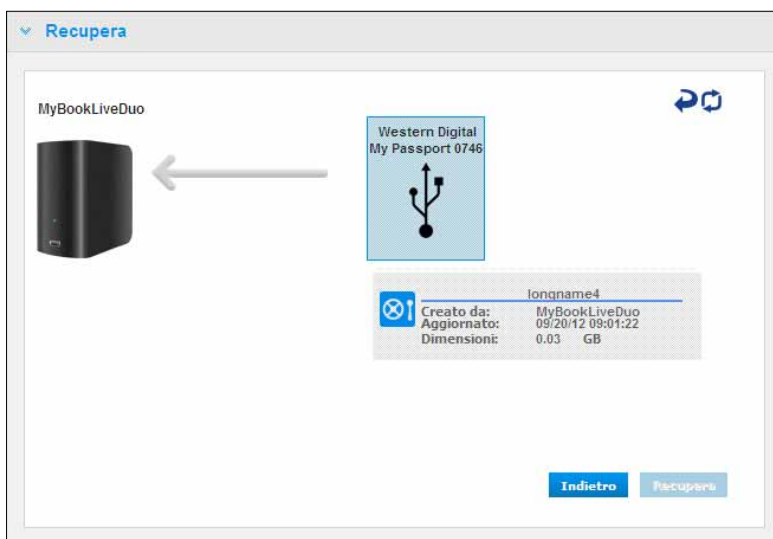 Recupera
MyBookLiveDuo
Western Digital
My Passport 0746
longname4
Creato da: MyBookLiveDuo
Aggiornato: 09/20/12 09:01:22
Dimensioni: 0.03 GB
Indietro Recupera